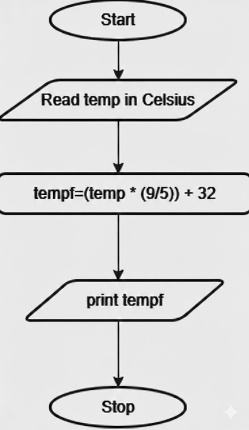 Start
Read temp in Celsius
tempf=(temp * (9/5)) + 32
print tempf
Stop